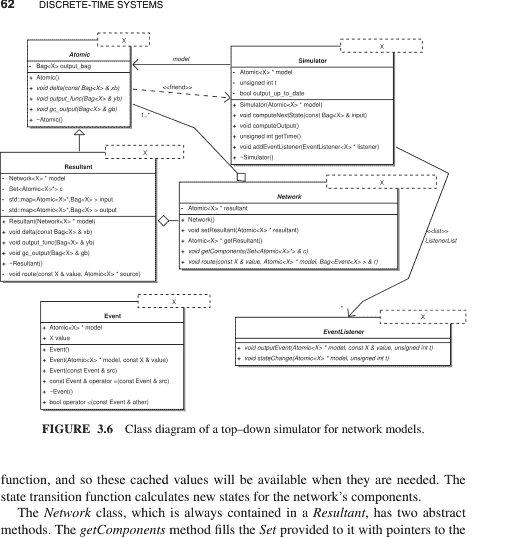 62 DISCRETE-TIME SYSTEMS
X
Atomic
- Bag<X> output_bag
+ Atomic()
+ void delta(const Bag<X> & xb)
+ void output_func(Bag<X> & yb)
+ void gc_output(Bag<X> & gb)
+ ~Atomic()
model
<<friend>>
1..*
X
Simulator
- Atomic<X> * model
- unsigned int t
- bool output_up_to_date
+ Simulator(Atomic<X> * model)
+ void computeNextState(const Bag<X> & input)
+ void computeOutput()
+ unsigned int getTime()
+ void addEventListener(EventListener<X> * listener)
+ ~Simulator()
X
Resultant
- Network<X> * model
- Set<Atomic<X>*> c
- std::map<Atomic<X>*,Bag<X> > input
- std::map<Atomic<X>*,Bag<X> > output
+ Resultant(Network<X> * model)
+ void delta(const Bag<X> & xb)
+ void output_func(Bag<X> & yb)
+ void gc_output(Bag<X> & gb)
+ ~Resultant()
- void route(const X & value, Atomic<X> * source)
X
Network
- Atomic<X> * resultant
+ Network()
+ void setResultant(Atomic<X> * resultant)
+ Atomic<X> * getResultant()
+ void getComponents(Set<Atomic<X>*> & c)
+ void route(const X & value, Atomic<X> * model, Bag<Event<X> > & r)
<<list>>
ListenerList
*
X
Event
+ Atomic<X> * model
+ X value
+ Event()
+ Event(Atomic<X> * model, const X & value)
+ Event(const Event & src)
+ const Event & operator =(const Event & src)
+ ~Event()
+ bool operator <(const Event & other)
X
EventListener
+ void outputEvent(Atomic<X> * model, const X & value, unsigned int t)
+ void stateChange(Atomic<X> * model, unsigned int t)
FIGURE 3.6 Class diagram of a top–down simulator for network models.
function, and so these cached values will be available when they are needed. The
state transition function calculates new states for the network's components.
The Network class, which is always contained in a Resultant, has two abstract
methods. The getComponents method fills the Set provided to it with pointers to the